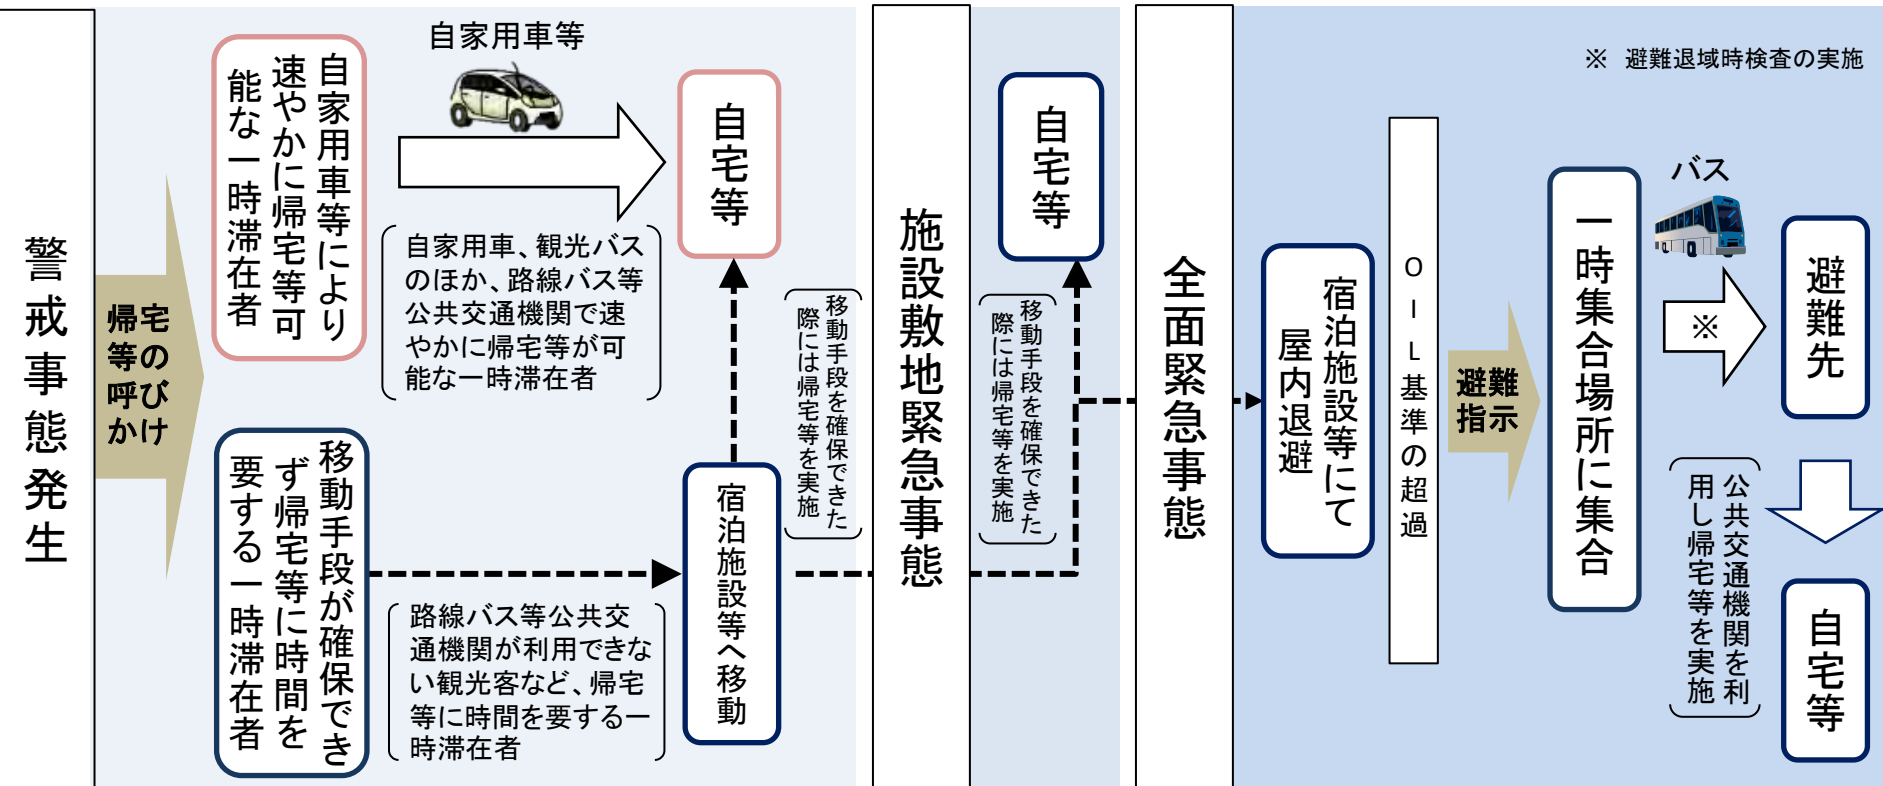 警戒事態発生
帰宅
等の
呼び
かけ
自家用車等により
速やかに帰宅等可
能な一時滞在者
自家用車等
自家用車、観光バス
のほか、路線バス等
公共交通機関で速
やかに帰宅等が可
能な一時滞在者
自宅等
移動手段が確保でき
ず帰宅等に時間を
要する一時滞在者
路線バス等公共交
通機関が利用できな
い観光客など、帰宅
等に時間を要する一
時滞在者
宿泊施設等へ移動
移動手段を確保できた
際には帰宅等を実施
施設敷地緊急事態
自宅等
移動手段を確保できた
際には帰宅等を実施
全面緊急事態
宿泊施設等にて
屋内退避
OIL基準の超過
避難
指示
一時集合場所に集合
※ 避難退域時検査の実施
バス
※
避難先
公共交通機関を利
用し帰宅等を実施
自宅等